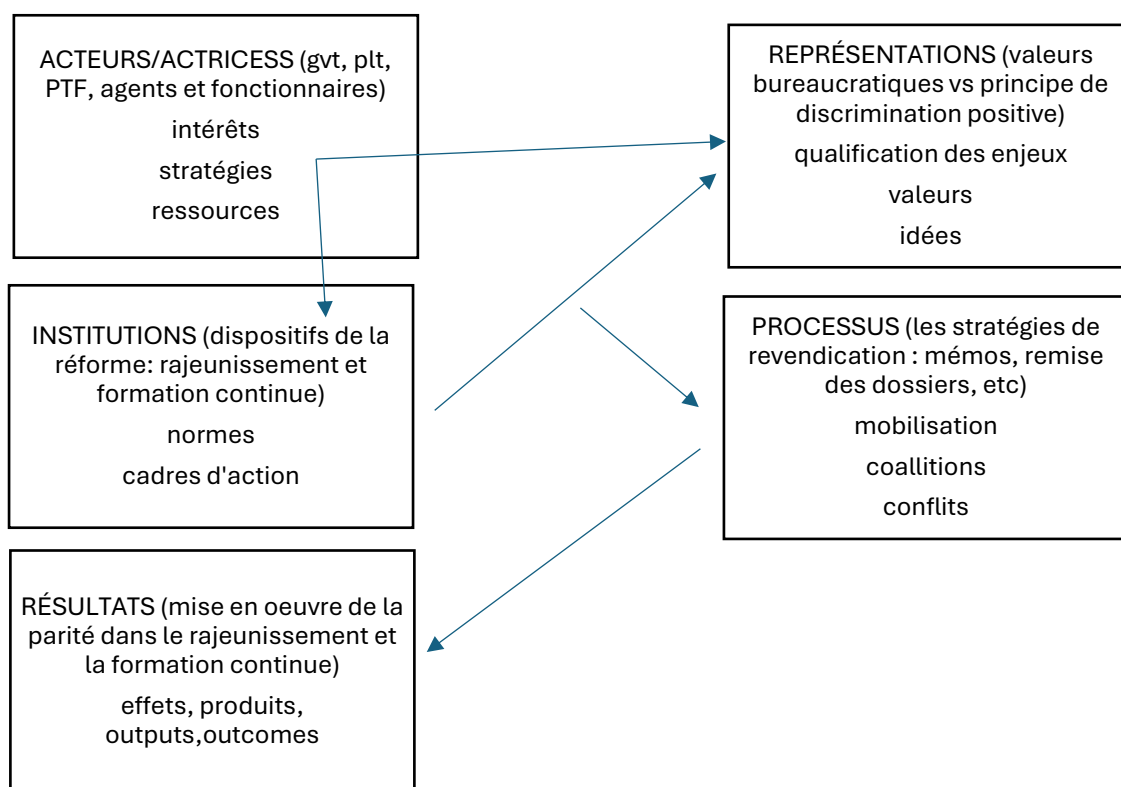 ACTEURS/ACTRICESS (gvt, plt,
PTF, agents et fonctionnaires)
intérêts
stratégies
ressources
REPRÉSENTATIONS (valeurs
bureaucratiques vs principe de
discrimination positive)
qualification des enjeux
valeurs
idées
INSTITUTIONS (dispositifs de la
réforme: rajeunissement et
formation continue)
normes
cadres d'action
PROCESSUS (les stratégies de
revendication : mémos, remise
des dossiers, etc)
mobilisation
coallitions
conflits
RÉSULTATS (mise en oeuvre de la
parité dans le rajeunissement et
la formation continue)
effets, produits,
outputs,outcomes